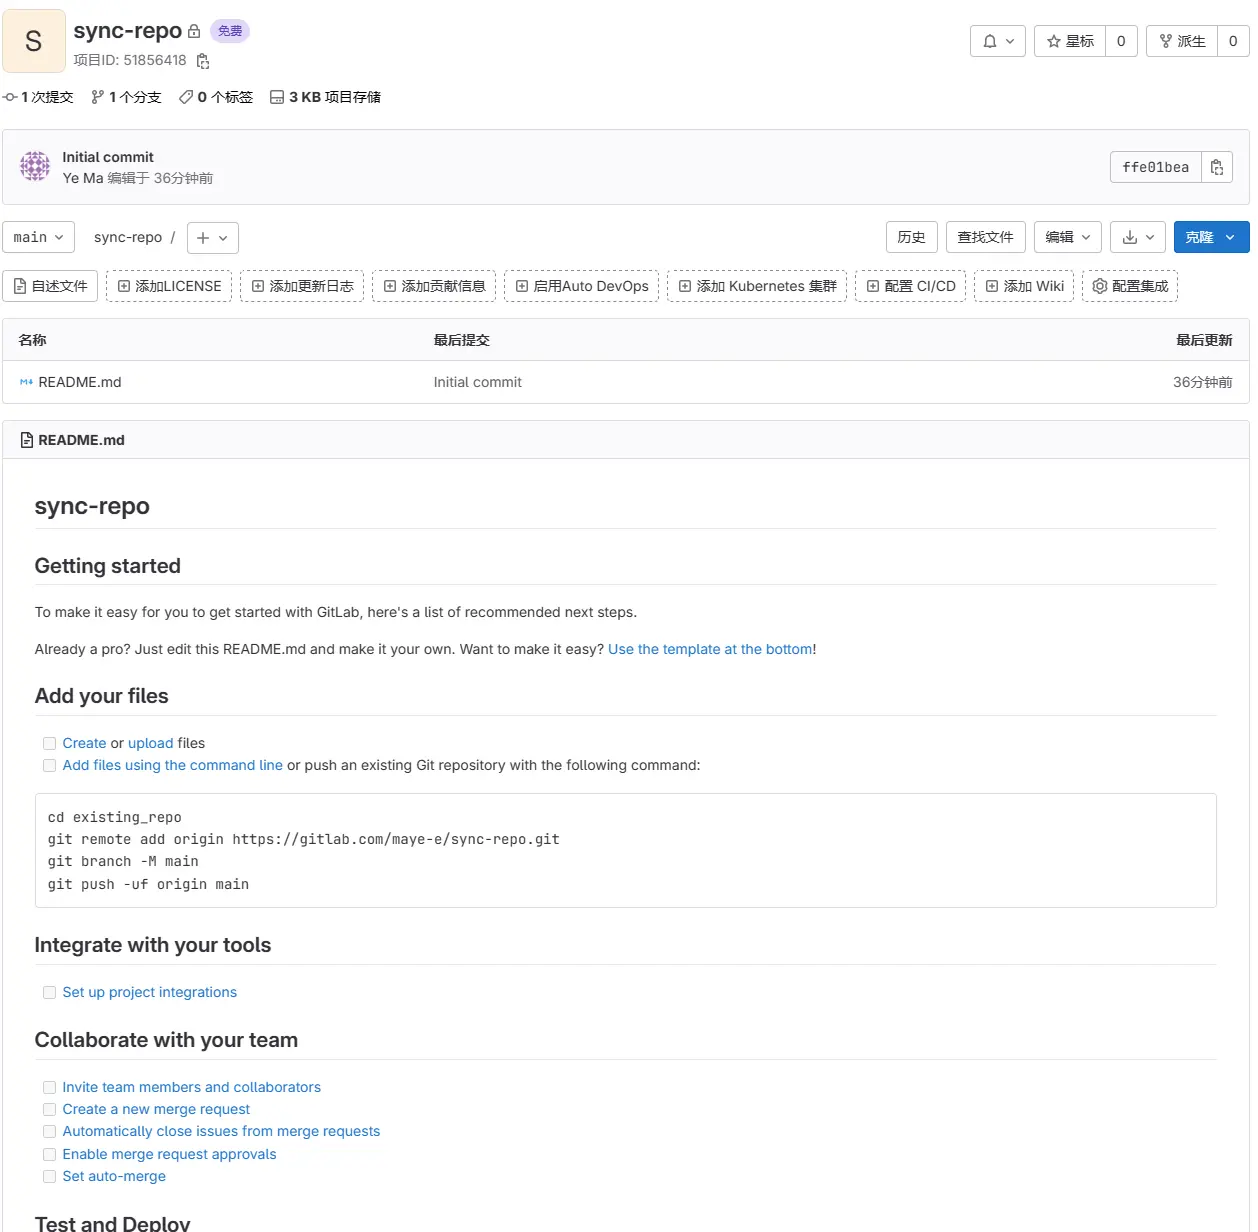 S
sync-repo 免费
项目ID: 51856418
星标 0 派生 0
1 次提交 1 个分支 0 个标签 3 KB 项目存储
Initial commit
Ye Ma 编辑于 36分钟前
ffe01bea
main sync-repo / + 历史 查找文件 编辑 克隆
自述文件 添加LICENSE 添加更新日志 添加贡献信息 启用Auto DevOps 添加 Kubernetes 集群 配置 CI/CD 添加 Wiki 配置集成
名称 最后提交 最后更新
README.md Initial commit 36分钟前
README.md
sync-repo
Getting started
To make it easy for you to get started with GitLab, here's a list of recommended next steps.
Already a pro? Just edit this README.md and make it your own. Want to make it easy? Use the template at the bottom!
Add your files
Create or upload files
Add files using the command line or push an existing Git repository with the following command:
cd existing_repo
git remote add origin https://gitlab.com/maye-e/sync-repo.git
git branch -M main
git push -uf origin main
Integrate with your tools
Set up project integrations
Collaborate with your team
Invite team members and collaborators
Create a new merge request
Automatically close issues from merge requests
Enable merge request approvals
Set auto-merge
Test and Deploy